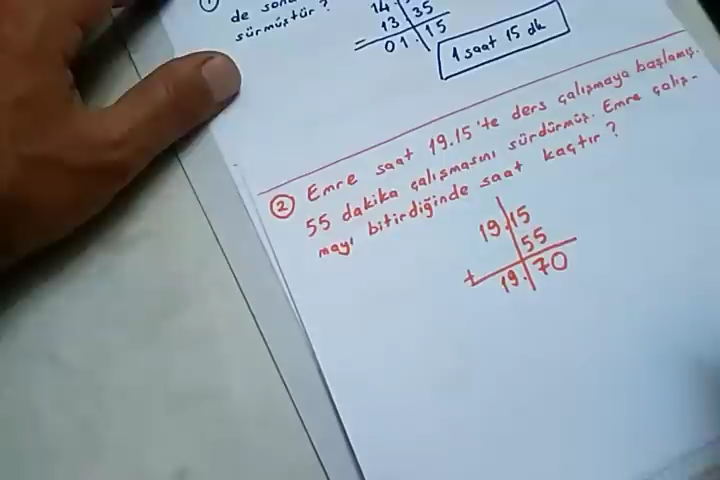 ①
de
sürmüştür?
14. 35
13
= 01.15
1 saat 15 dk
② Emre saat 19.15'te ders çalışmaya başlamış.
55 dakika çalışmasını sürdürmüş. Emre çalış-
mayı bitirdiğinde saat kaçtır?
19.15
55
+
19.70